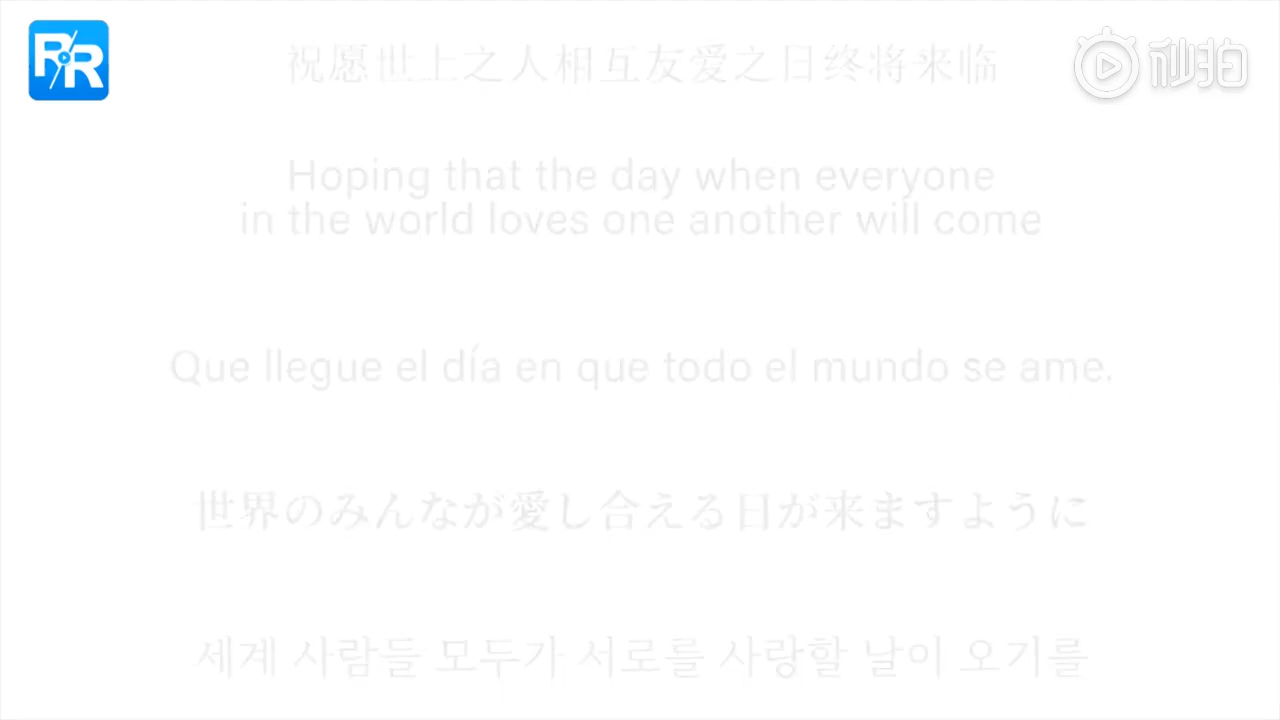 RR
秒拍
祝愿世上之人相互友爱之日终将来临
Hoping that the day when everyone
in the world loves one another will come
Que llegue el día en que todo el mundo se ame.
世界のみんなが愛し合える日が来ますように
세계 사람들 모두가 서로를 사랑할 날이 오기를